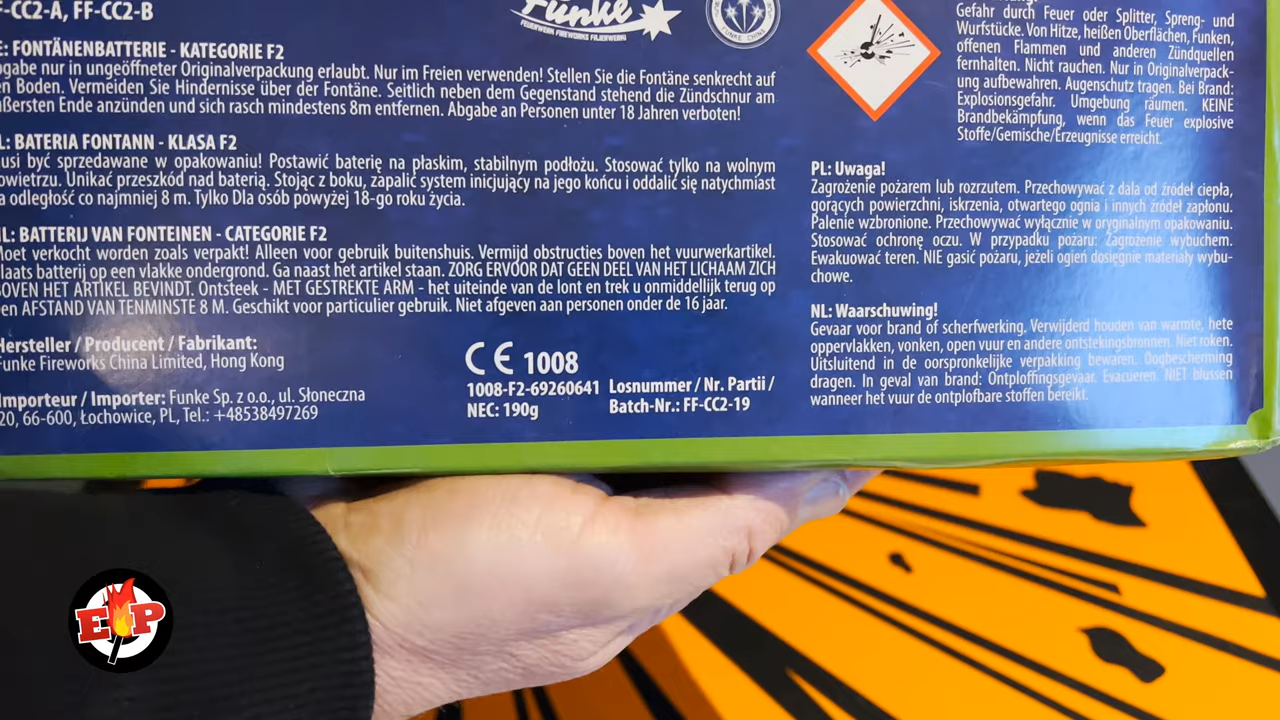 F-CC2-A, FF-CC2-B
Funke
FEUERWERK FIREWORKS FAJERWERKI
FUNKE CHINA
E: FONTÄNENBATTERIE - KATEGORIE F2
gabe nur in ungeöffneter Originalverpackung erlaubt. Nur im Freien verwenden! Stellen Sie die Fontäne senkrecht auf
n Boden. Vermeiden Sie Hindernisse über der Fontäne. Seitlich neben dem Gegenstand stehend die Zündschnur am
ußersten Ende anzünden und sich rasch mindestens 8m entfernen. Abgabe an Personen unter 18 Jahren verboten!
L: BATERIA FONTANN - KLASA F2
usi być sprzedawane w opakowaniu! Postawić baterię na płaskim, stabilnym podłożu. Stosować tylko na wolnym
owietrzu. Unikać przeszkód nad baterią. Stojąc z boku, zapalić system inicjujący na jego końcu i oddalić się natychmiast
a odległość co najmniej 8 m. Tylko Dla osób powyżej 18-go roku życia.
NL: BATTERIJ VAN FONTEINEN - CATEGORIE F2
Moet verkocht worden zoals verpakt! Alleen voor gebruik buitenshuis. Vermijd obstructies boven het vuurwerkartikel.
laats batterij op een vlakke ondergrond. Ga naast het artikel staan. ZORG ERVOOR DAT GEEN DEEL VAN HET LICHAAM ZICH
BOVEN HET ARTIKEL BEVINDT. Ontsteek - MET GESTREKTE ARM - het uiteinde van de lont en trek u onmiddellijk terug op
en AFSTAND VAN TENMINSTE 8 M. Geschikt voor particulier gebruik. Niet afgeven aan personen onder de 16 jaar.
Hersteller / Producent / Fabrikant:
Funke Fireworks China Limited, Hong Kong
Importeur / Importer: Funke Sp. z o.o., ul. Słoneczna
20, 66-600, Łochowice, PL, Tel.: +48538497269
CE 1008
1008-F2-69260641
NEC: 190g
Losnummer / Nr. Partii /
Batch-Nr.: FF-CC2-19
Gefahr durch Feuer oder Splitter, Spreng- und
Wurfstücke. Von Hitze, heißen Oberflächen, Funken,
offenen Flammen und anderen Zündquellen
fernhalten. Nicht rauchen. Nur in Originalverpack-
ung aufbewahren. Augenschutz tragen. Bei Brand:
Explosionsgefahr. Umgebung räumen. KEINE
Brandbekämpfung, wenn das Feuer explosive
Stoffe/Gemische/Erzeugnisse erreicht.
PL: Uwaga!
Zagrożenie pożarem lub rozrzutem. Przechowywać z dala od źródeł ciepła,
gorących powierzchni, iskrzenia, otwartego ognia i innych źródeł zapłonu.
Palenie wzbronione. Przechowywać wyłącznie w oryginalnym opakowaniu.
Stosować ochronę oczu. W przypadku pożaru: Zagrożenie wybuchem.
Ewakuować teren. NIE gasić pożaru, jeżeli ogień dosięgnie materiały wybu-
chowe.
NL: Waarschuwing!
Gevaar voor brand of scherfwerking. Verwijderd houden van warmte, hete
oppervlakken, vonken, open vuur en andere ontstekingsbronnen. Niet roken.
Uitsluitend in de oorspronkelijke verpakking bewaren. Oogbescherming
dragen. In geval van brand: Ontploffingsgevaar. Evacueren. NIET blussen
wanneer het vuur de ontplofbare stoffen bereikt.
EP